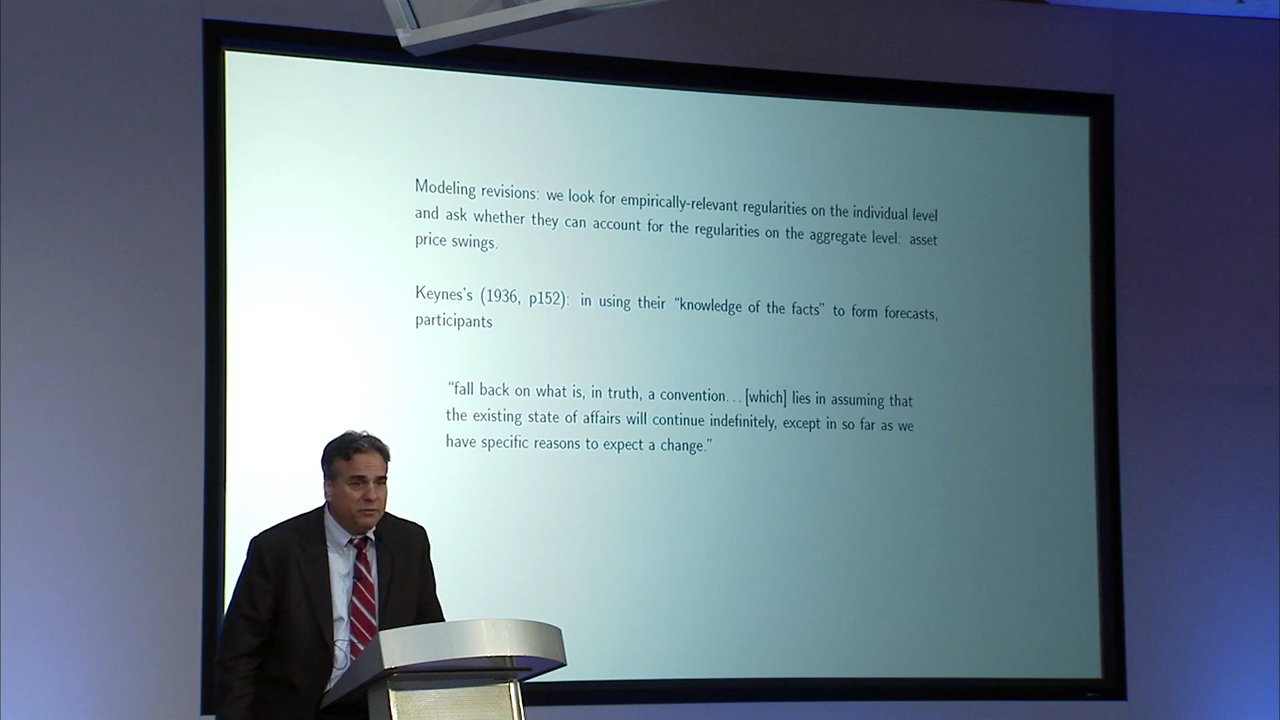 Modeling revisions: we look for empirically-relevant regularities on the individual level
and ask whether they can account for the regularities on the aggregate level: asset
price swings.
Keynes's (1936, p152): in using their “knowledge of the facts” to form forecasts,
participants
“fall back on what is, in truth, a convention... [which] lies in assuming that
the existing state of affairs will continue indefinitely, except in so far as we
have specific reasons to expect a change.”